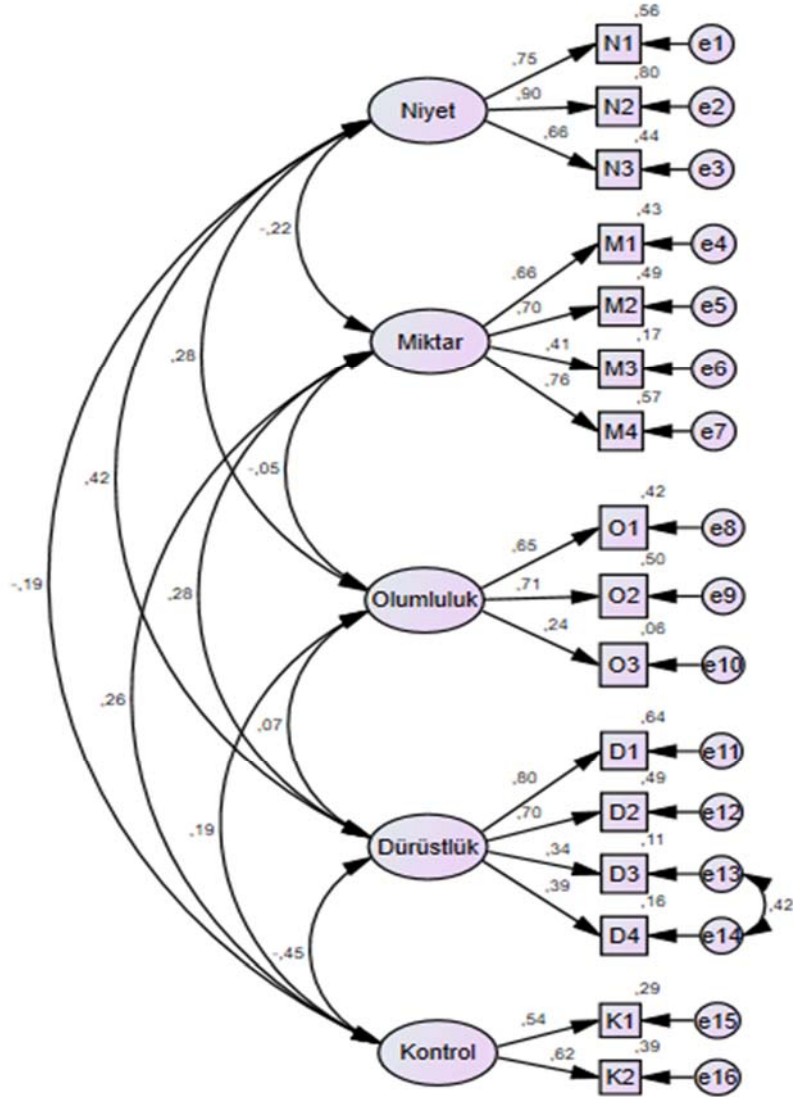 ,56
,75
N1
e1
,80
,90
Niyet
N2
e2
,44
,66
N3
e3
-,22
,43
M1
e4
,66
,49
,70
M2
e5
Miktar
,17
,41
M3
e6
,28
,76
,57
M4
e7
-,05
,42
,42
O1
e8
,65
,50
-,19
,28
Olumluluk
,71
O2
e9
,24
,06
O3
e10
,26
,07
,64
D1
e11
,80
,49
,70
D2
e12
,19
Dürüstlük
,11
,34
D3
e13
,39
,16
,42
D4
e14
-,45
,29
,54
K1
e15
Kontrol
,39
,62
K2
e16